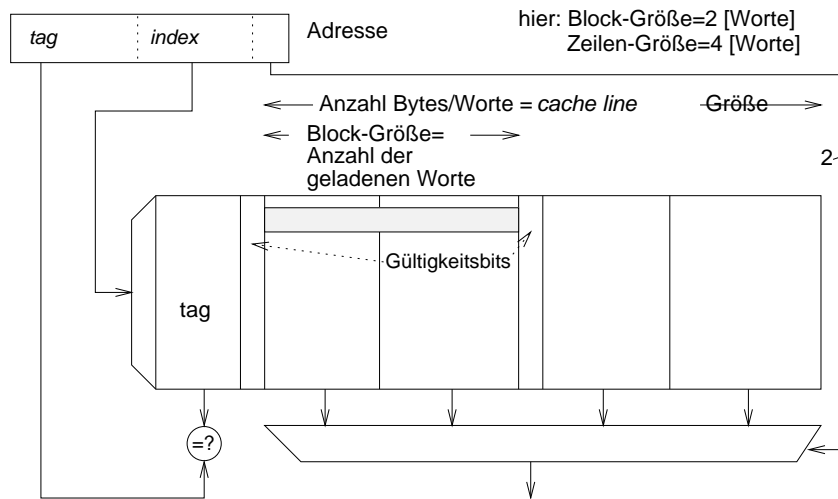 tag index Adresse
hier: Block-Größe=2 [Worte]
Zeilen-Größe=4 [Worte]
Anzahl Bytes/Worte = cache line Größe
Block-Größe=
Anzahl der
geladenen Worte
2
Gültigkeitsbits
tag
=?